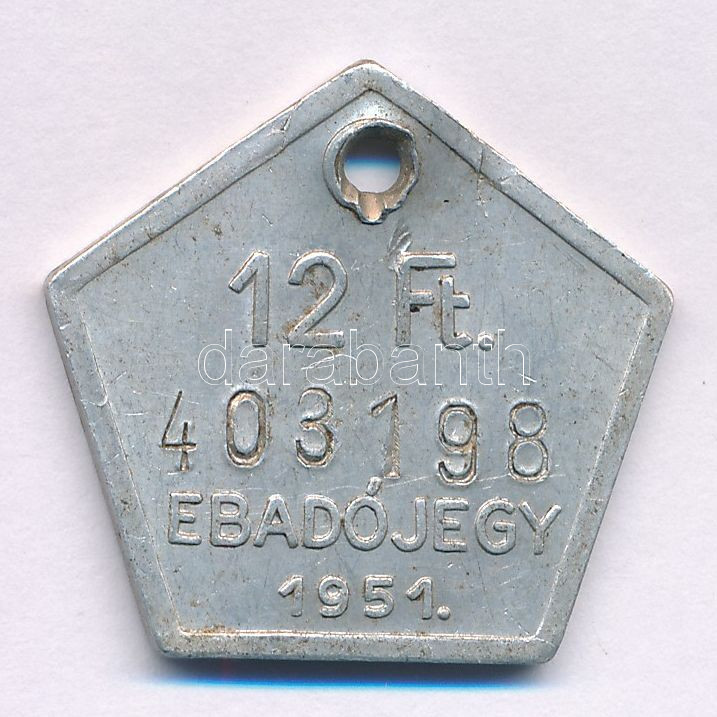 12 Ft.
darabanth
403198
EBADÓJEGY
1951.